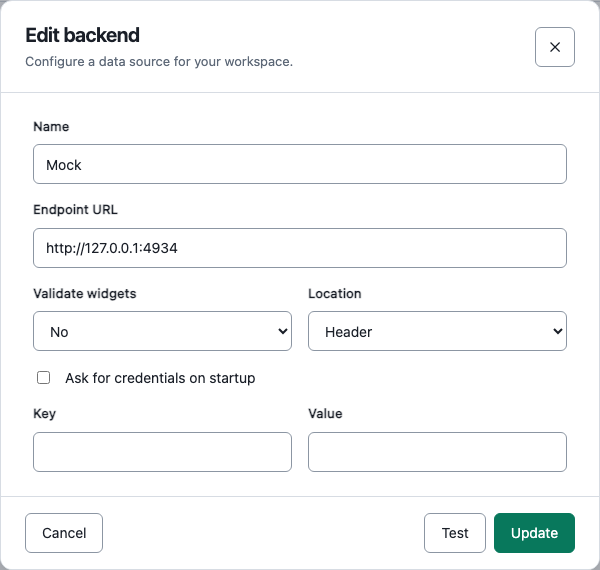 Edit backend
Configure a data source for your workspace.
Name
Mock
Endpoint URL
http://127.0.0.1:4934
Validate widgets
Location
No
Header
Ask for credentials on startup
Key
Value
Cancel
Test
Update